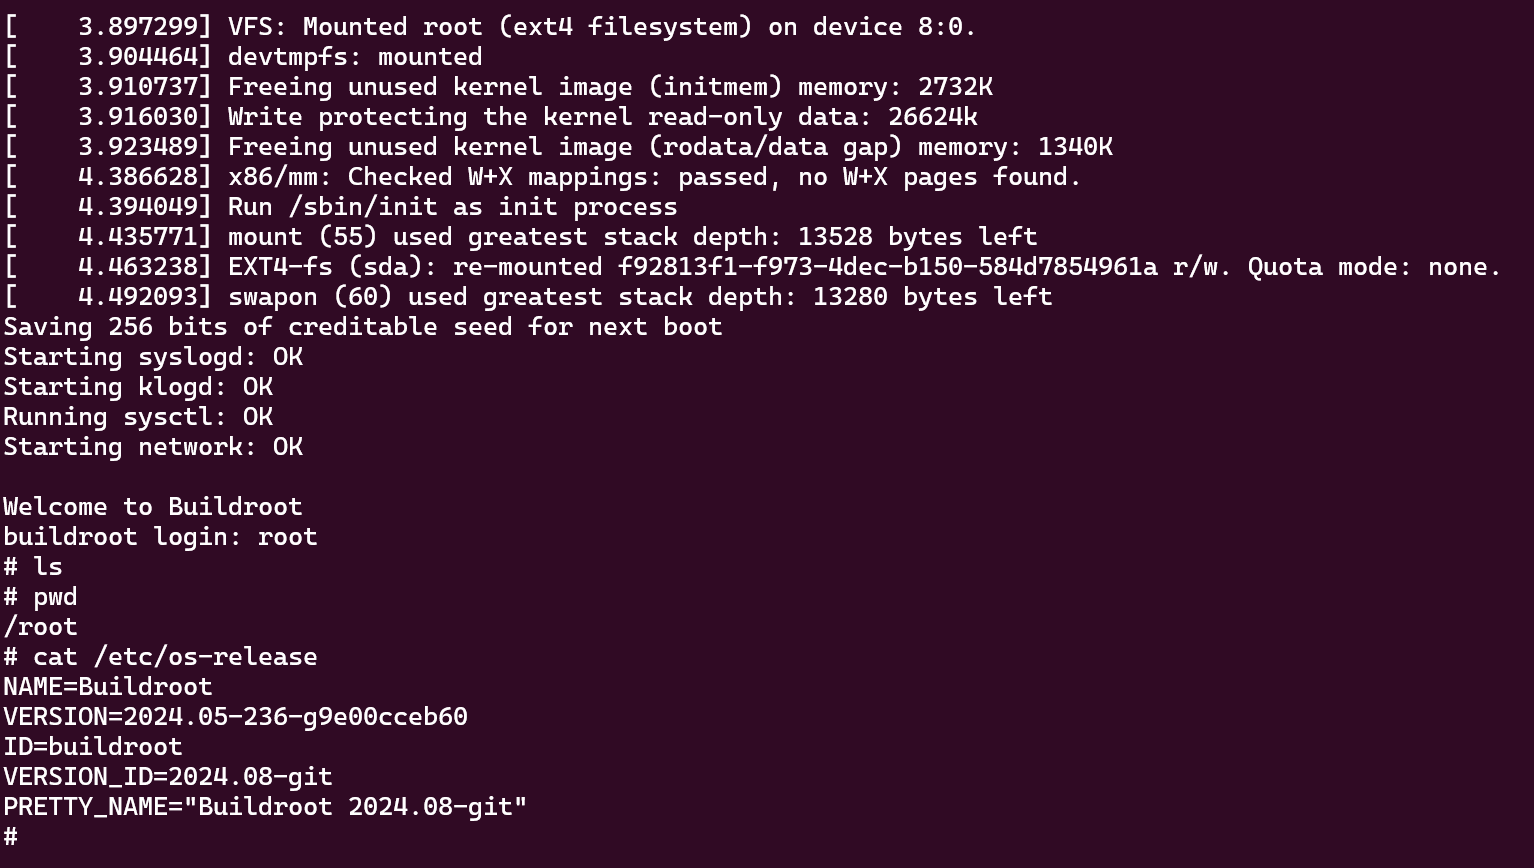 [    3.897299] VFS: Mounted root (ext4 filesystem) on device 8:0.
[    3.904464] devtmpfs: mounted
[    3.910737] Freeing unused kernel image (initmem) memory: 2732K
[    3.916030] Write protecting the kernel read-only data: 26624k
[    3.923489] Freeing unused kernel image (rodata/data gap) memory: 1340K
[    4.386628] x86/mm: Checked W+X mappings: passed, no W+X pages found.
[    4.394049] Run /sbin/init as init process
[    4.435771] mount (55) used greatest stack depth: 13528 bytes left
[    4.463238] EXT4-fs (sda): re-mounted f92813f1-f973-4dec-b150-584d7854961a r/w. Quota mode: none.
[    4.492093] swapon (60) used greatest stack depth: 13280 bytes left
Saving 256 bits of creditable seed for next boot
Starting syslogd: OK
Starting klogd: OK
Running sysctl: OK
Starting network: OK

Welcome to Buildroot
buildroot login: root
# ls
# pwd
/root
# cat /etc/os-release
NAME=Buildroot
VERSION=2024.05-236-g9e00cceb60
ID=buildroot
VERSION_ID=2024.08-git
PRETTY_NAME="Buildroot 2024.08-git"
#